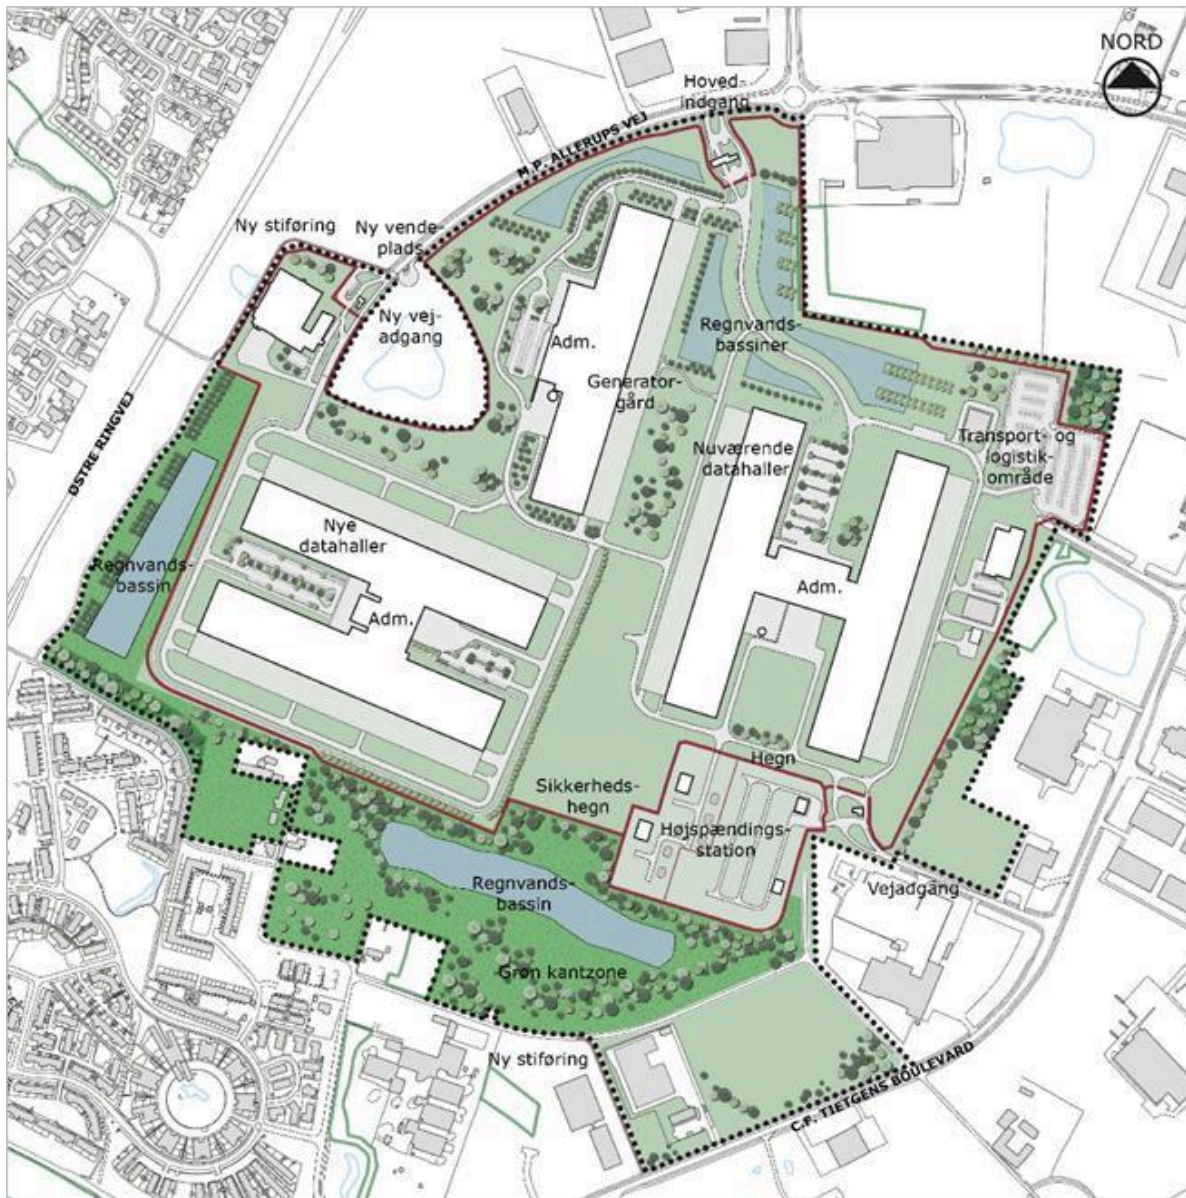 NORD
Hoved-
indgang
M.P. ALLERUPS VEJ
Ny stiføring
Ny vende-
plads
Ny vej-
adgang
Adm.
Regnvands-
bassiner
Generator-
gård
Nuværende
datahaller
Transport- og
logistik-
område
ØSTRE RINGVEJ
Nye
datahaller
Regnvands-
bassin
Adm.
Adm.
Hegn
Sikkerheds-
hegn
Højspændings-
station
Regnvands-
bassin
Vejadgang
Grøn kantzone
Ny stiføring
C.F. TIETGENS BOULEVARD